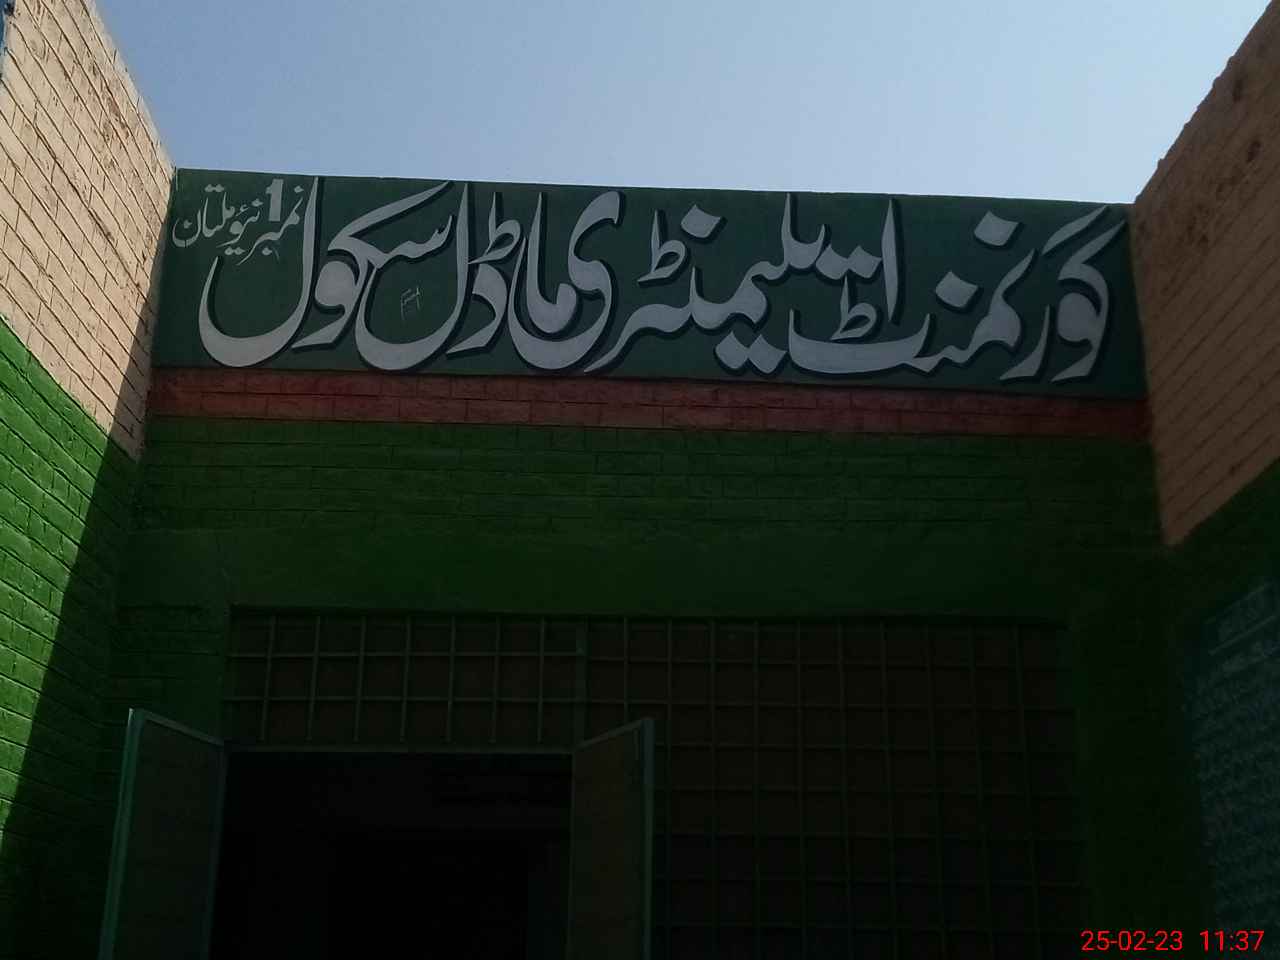 گورنمنٹ ایلیمنٹری ماڈل سکول
نمبر 1 نیو ملتان
25-02-23 11:37